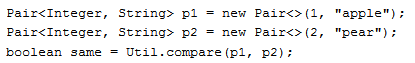 Pair<Integer, String> p1 = new Pair<>(1, "apple");
Pair<Integer, String> p2 = new Pair<>(2, "pear");
boolean same = Util.compare(p1, p2);